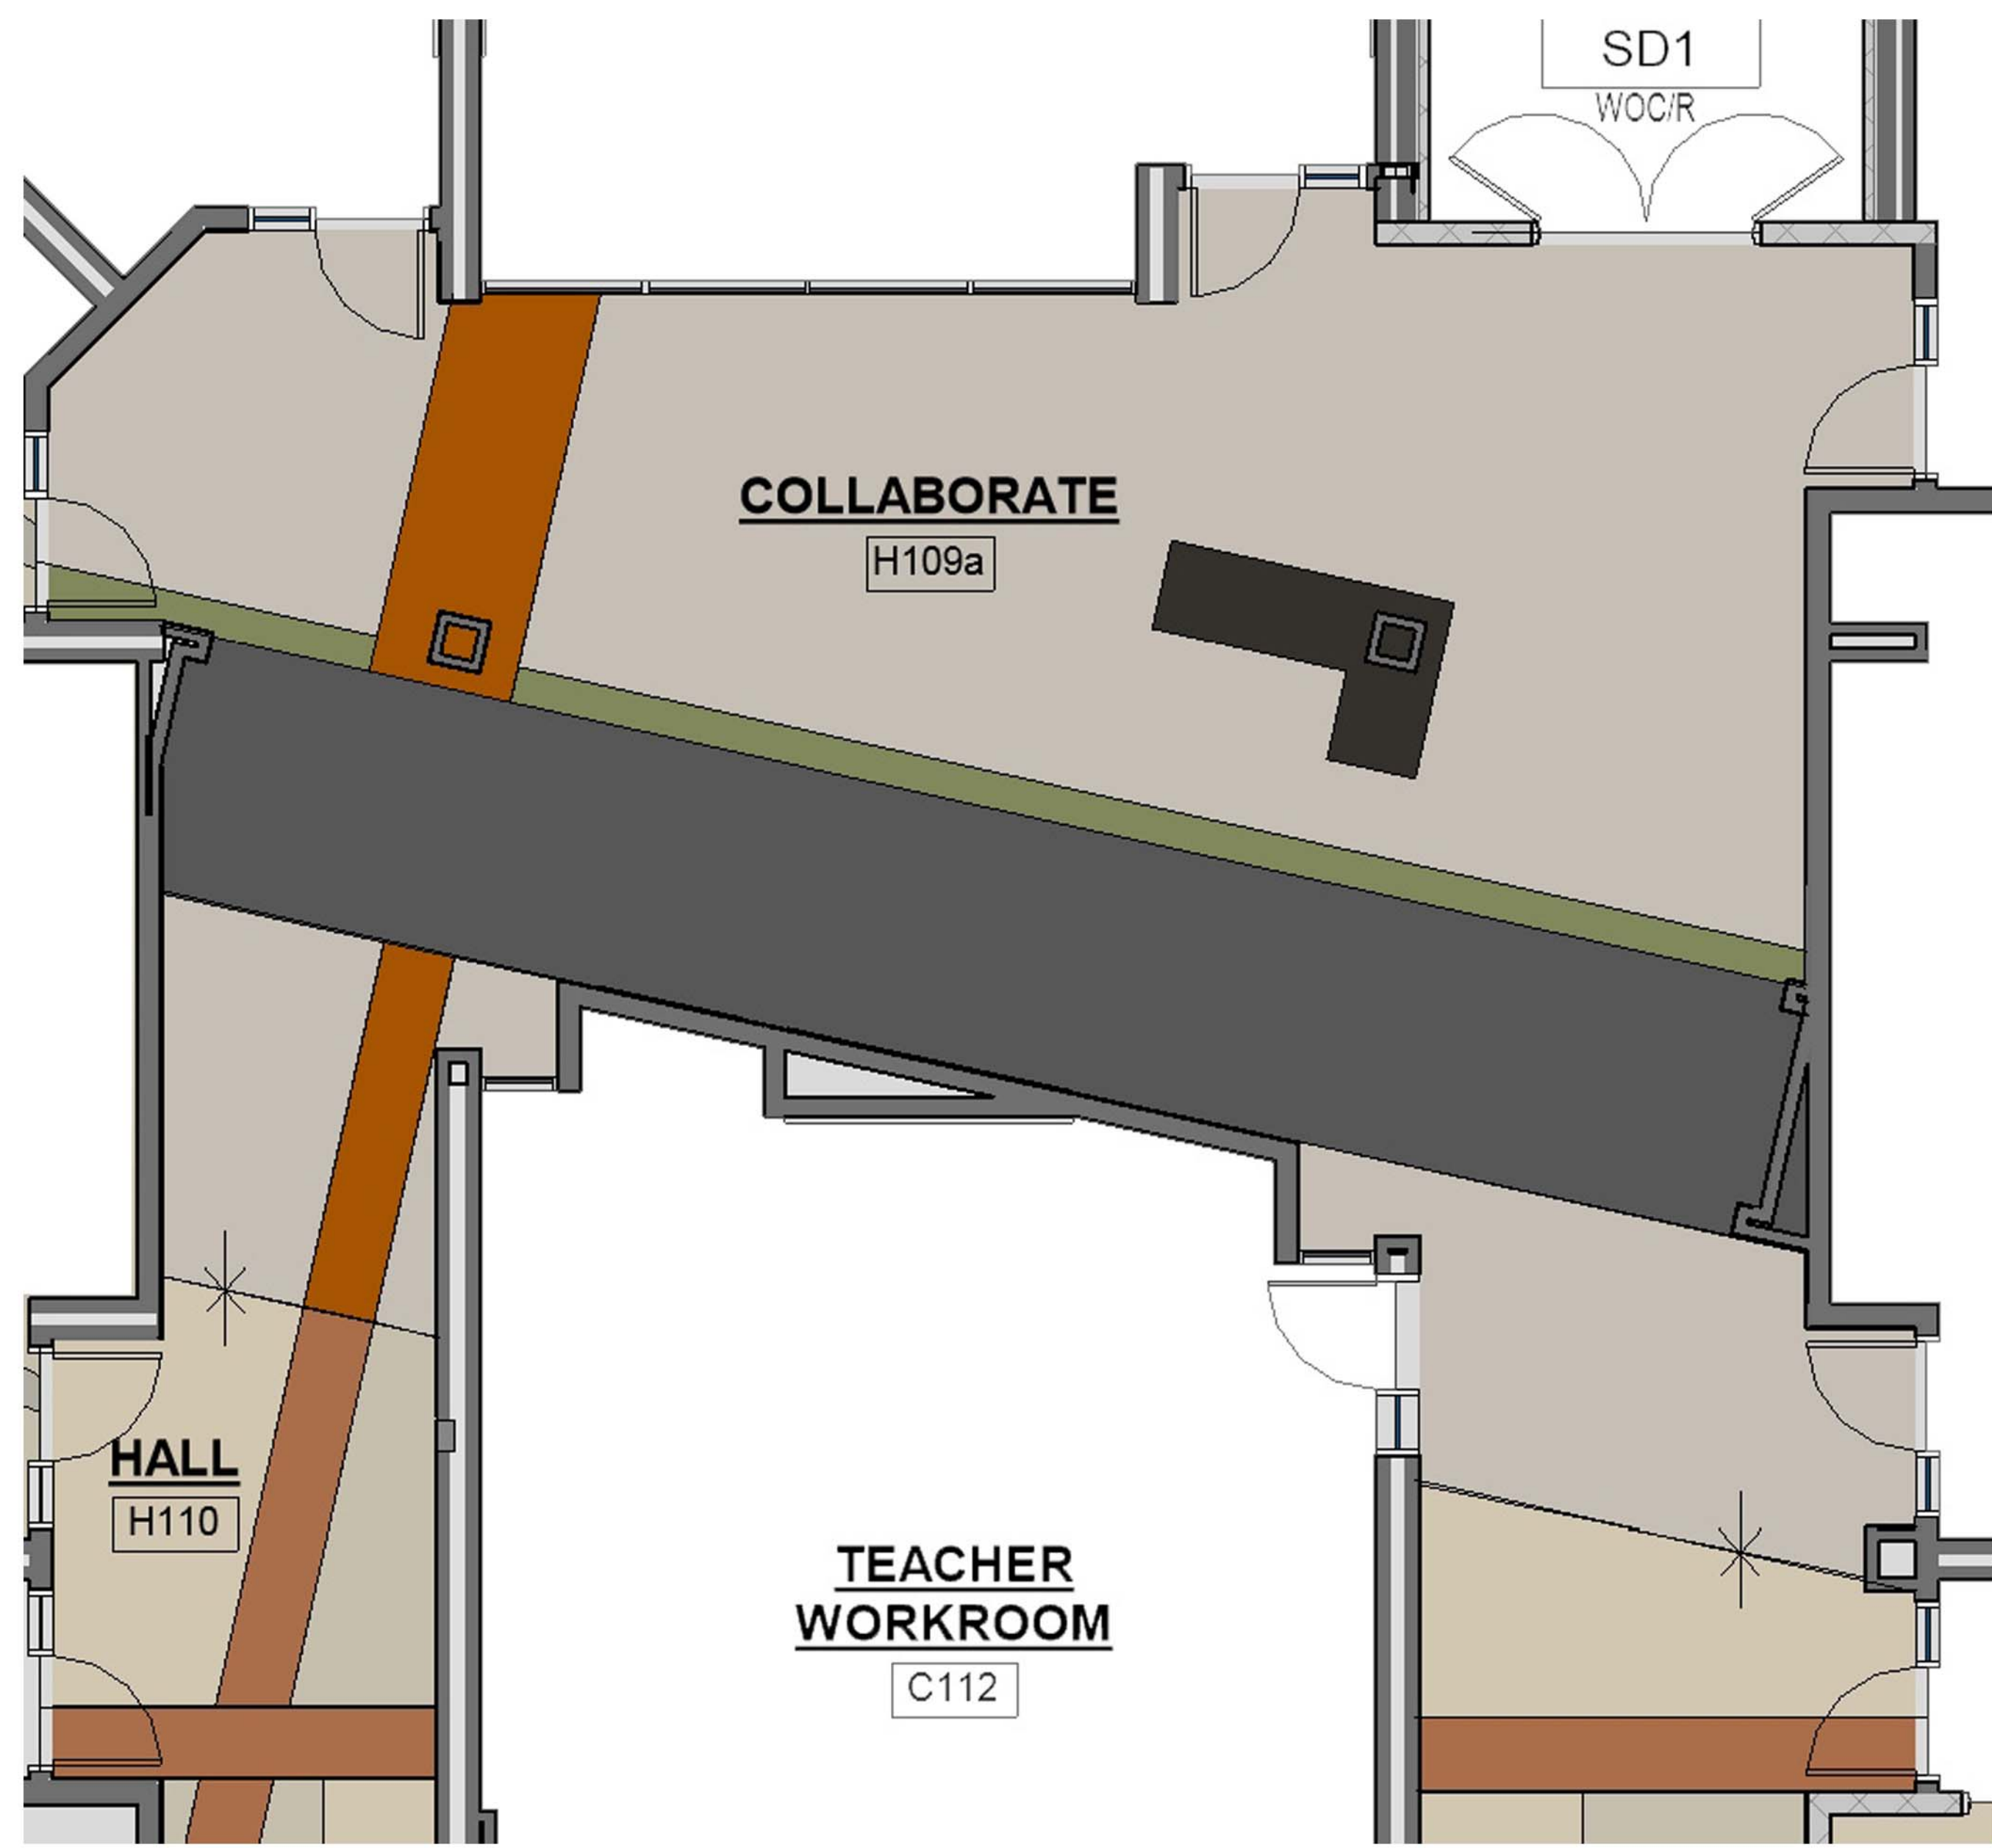 SD1
WOC/R
COLLABORATE
H109a
HALL
H110
TEACHER
WORKROOM
C112